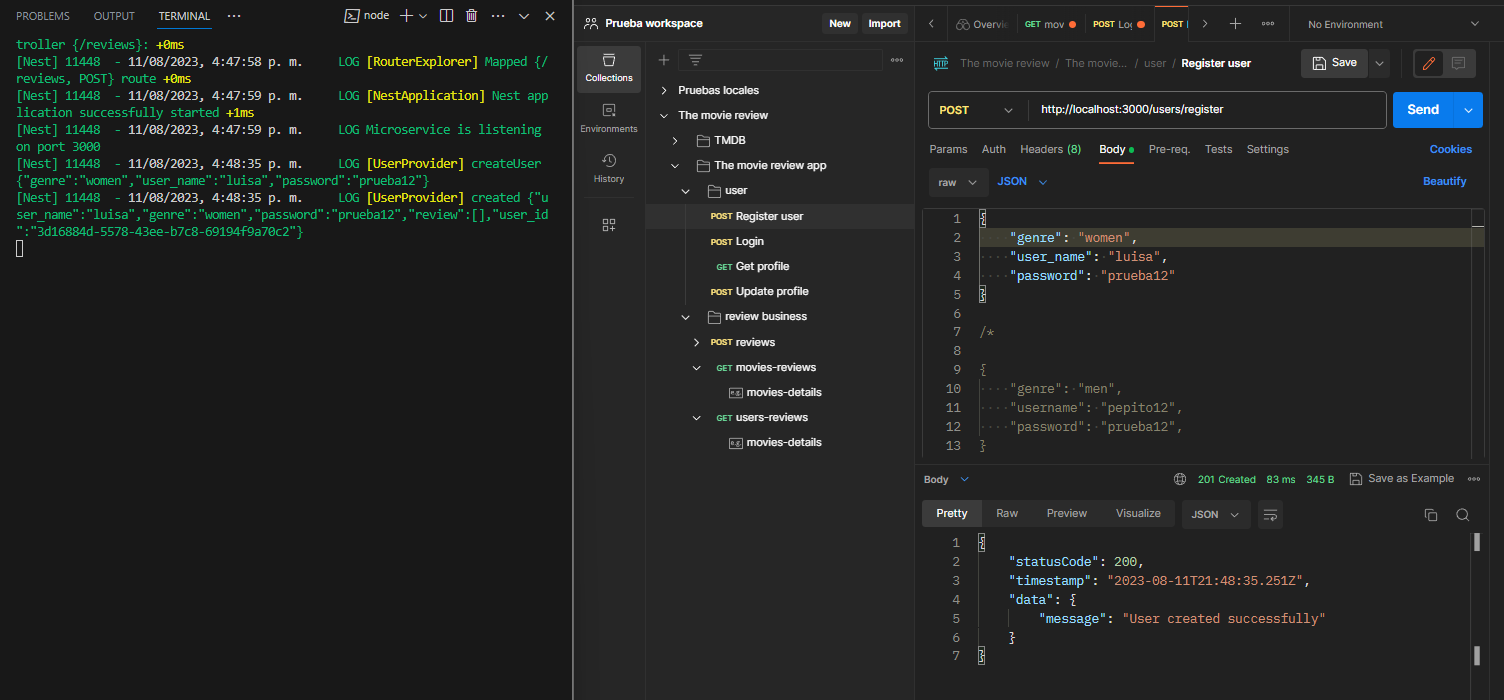 PROBLEMS OUTPUT TERMINAL ··· node
troller {/reviews}: +0ms
[Nest] 11448  - 11/08/2023, 4:47:58 p. m.     LOG [RouterExplorer] Mapped {/
reviews, POST} route +0ms
[Nest] 11448  - 11/08/2023, 4:47:59 p. m.     LOG [NestApplication] Nest app
lication successfully started +1ms
[Nest] 11448  - 11/08/2023, 4:47:59 p. m.     LOG Microservice is listening
on port 3000
[Nest] 11448  - 11/08/2023, 4:48:35 p. m.     LOG [UserProvider] createUser
{"genre":"women","user_name":"luisa","password":"prueba12"}
[Nest] 11448  - 11/08/2023, 4:48:35 p. m.     LOG [UserProvider] created {"u
ser_name":"luisa","genre":"women","password":"prueba12","review":[],"user_id
":"3d16884d-5578-43ee-b7c8-69194f9a70c2"}
Prueba workspace New Import
Collections
Environments
History
Pruebas locales
The movie review
TMDB
The movie review app
user
POST Register user
POST Login
GET Get profile
POST Update profile
review business
POST reviews
GET movies-reviews
e.g. movies-details
GET users-reviews
e.g. movies-details
Overvi GET mov POST Lo POST No Environment
HTTP The movie review / The movie... / user / Register user Save
POST http://localhost:3000/users/register Send
Params Auth Headers (8) Body Pre-req. Tests Settings Cookies
raw JSON Beautify
1 {
2 "genre": "women",
3 "user_name": "luisa",
4 "password": "prueba12"
5 }
6
7 /*
8
9 {
10 "genre": "men",
11 "username": "pepito12",
12 "password": "prueba12",
13 }
Body 201 Created 83 ms 345 B Save as Example
Pretty Raw Preview Visualize JSON
1 {
2 "statusCode": 200,
3 "timestamp": "2023-08-11T21:48:35.251Z",
4 "data": {
5 "message": "User created successfully"
6 }
7 }